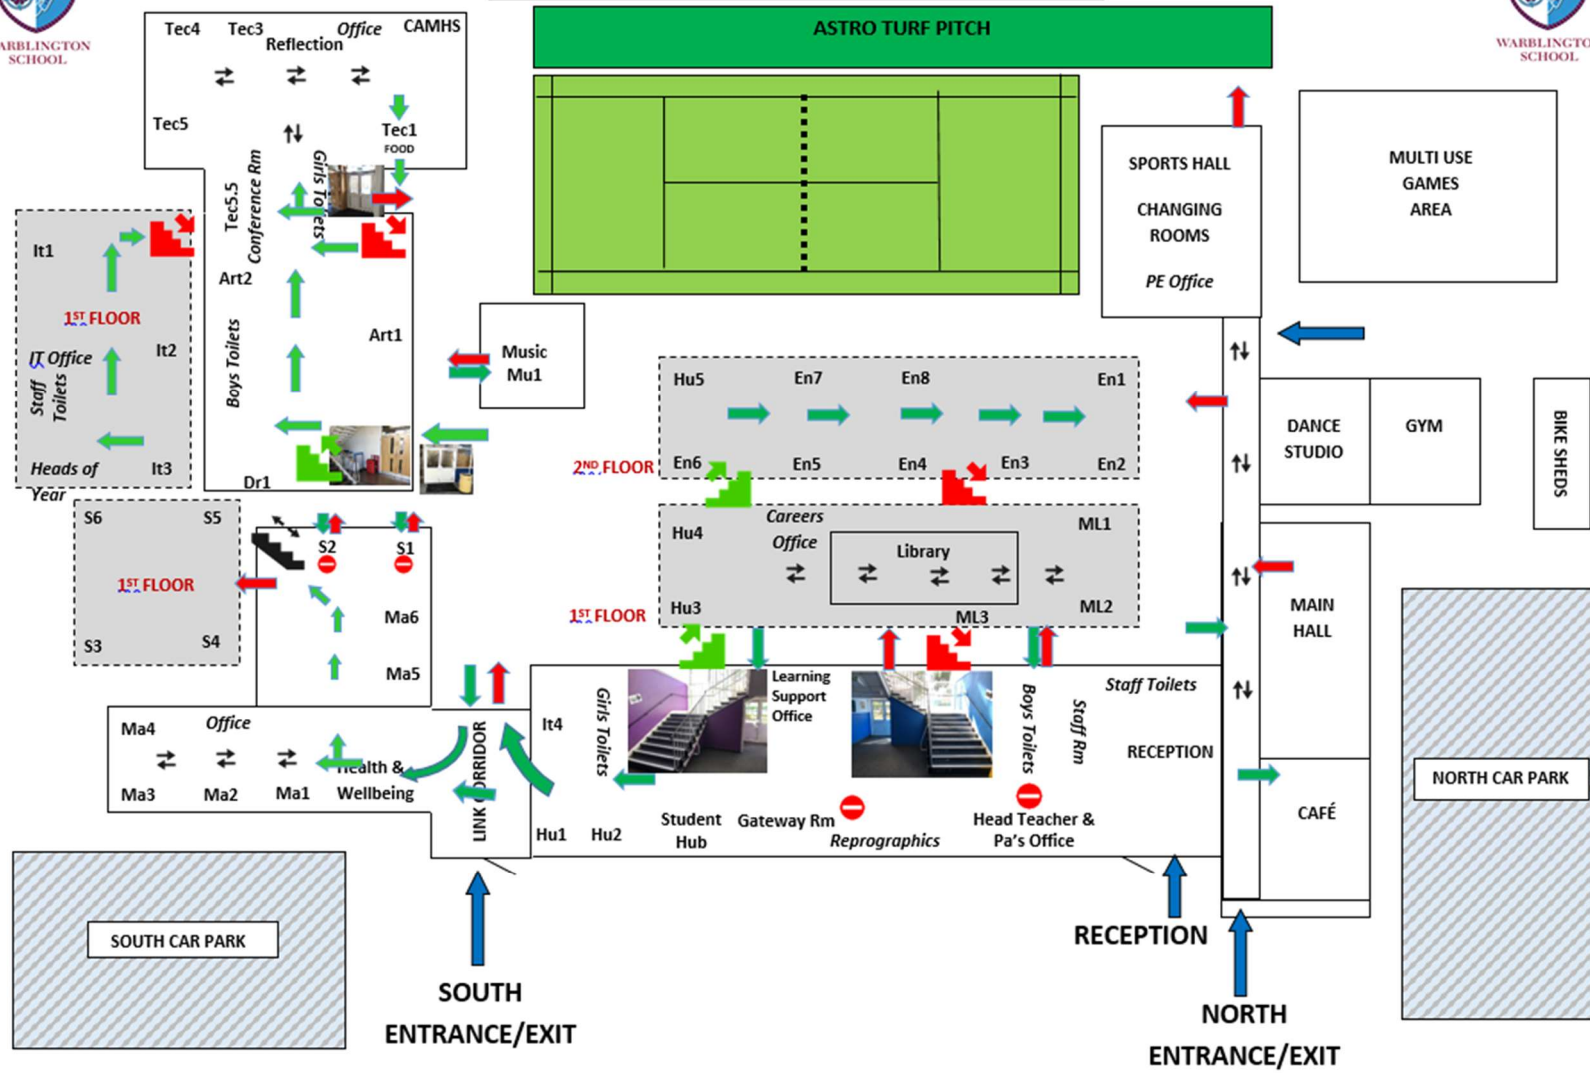 WARBLINGTON
SCHOOL
Tec4
Tec3
Office
CAMHS
Reflection
Tec5
Tec1
FOOD
Tec5.5
Conference Rm
Girls Toilets
ASTRO TURF PITCH
WARBLINGTON
SCHOOL
SPORTS HALL
CHANGING
ROOMS
PE Office
MULTI USE
GAMES
AREA
It1
1ST FLOOR
IT Office
Staff
Toilets
It2
Heads of
Year
It3
Art2
Boys Toilets
Art1
Dr1
Music
Mu1
Hu5
En7
En8
En1
En6
En5
En4
En3
En2
2ND FLOOR
DANCE
STUDIO
GYM
BIKE SHEDS
S6
S5
1ST FLOOR
S3
S4
S2
S1
Ma6
Ma5
Hu4
Careers
Office
Library
ML1
Hu3
ML3
ML2
1ST FLOOR
MAIN
HALL
Ma4
Office
Ma3
Ma2
Ma1
Health &
Wellbeing
LINK CORRIDOR
It4
Girls Toilets
Learning
Support
Office
Boys Toilets
Staff Rm
Staff Toilets
RECEPTION
Hu1
Hu2
Student
Hub
Gateway Rm
Reprographics
Head Teacher &
Pa's Office
CAFÉ
NORTH CAR PARK
SOUTH CAR PARK
SOUTH
ENTRANCE/EXIT
RECEPTION
NORTH
ENTRANCE/EXIT